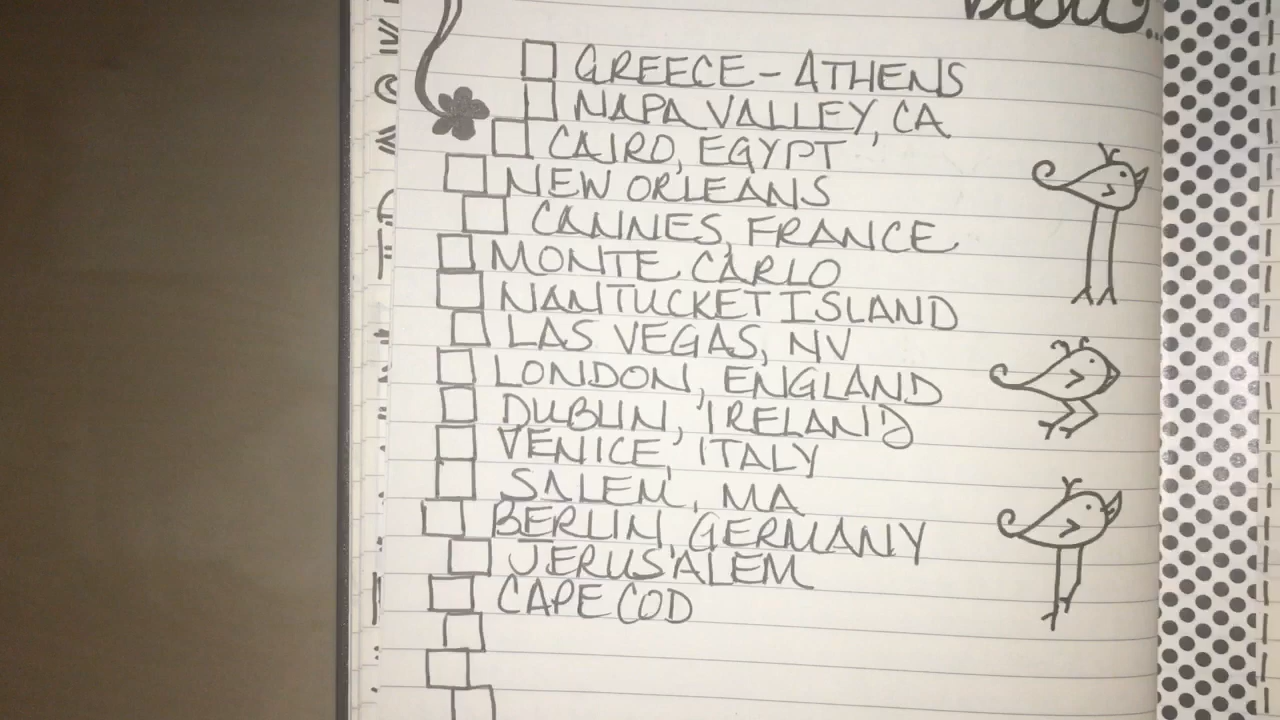 GREECE - ATHENS
NAPA VALLEY, CA
CAIRO, EGYPT
NEW ORLEANS
CANNES, FRANCE
MONTE CARLO
NANTUCKET ISLAND
LAS VEGAS, NV
LONDON, ENGLAND
DUBLIN, IRELAND
VENICE, ITALY
SALEM, MA
BERLIN, GERMANY
JERUSALEM
CAPE COD